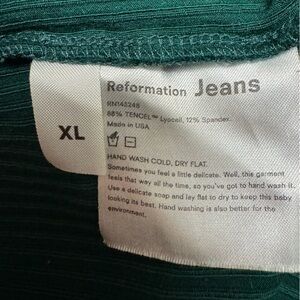 XL
Reformation Jeans
RN143248
88% TENCEL™ Lyocell, 12% Spandex
Made in USA
HAND WASH COLD, DRY FLAT.
Sometimes you feel a little delicate. Well, this garment
feels that way all the time, so you've got to hand wash it.
Use a delicate soap and lay flat to dry to keep this baby
looking its best. Hand washing is also better for the
environment.